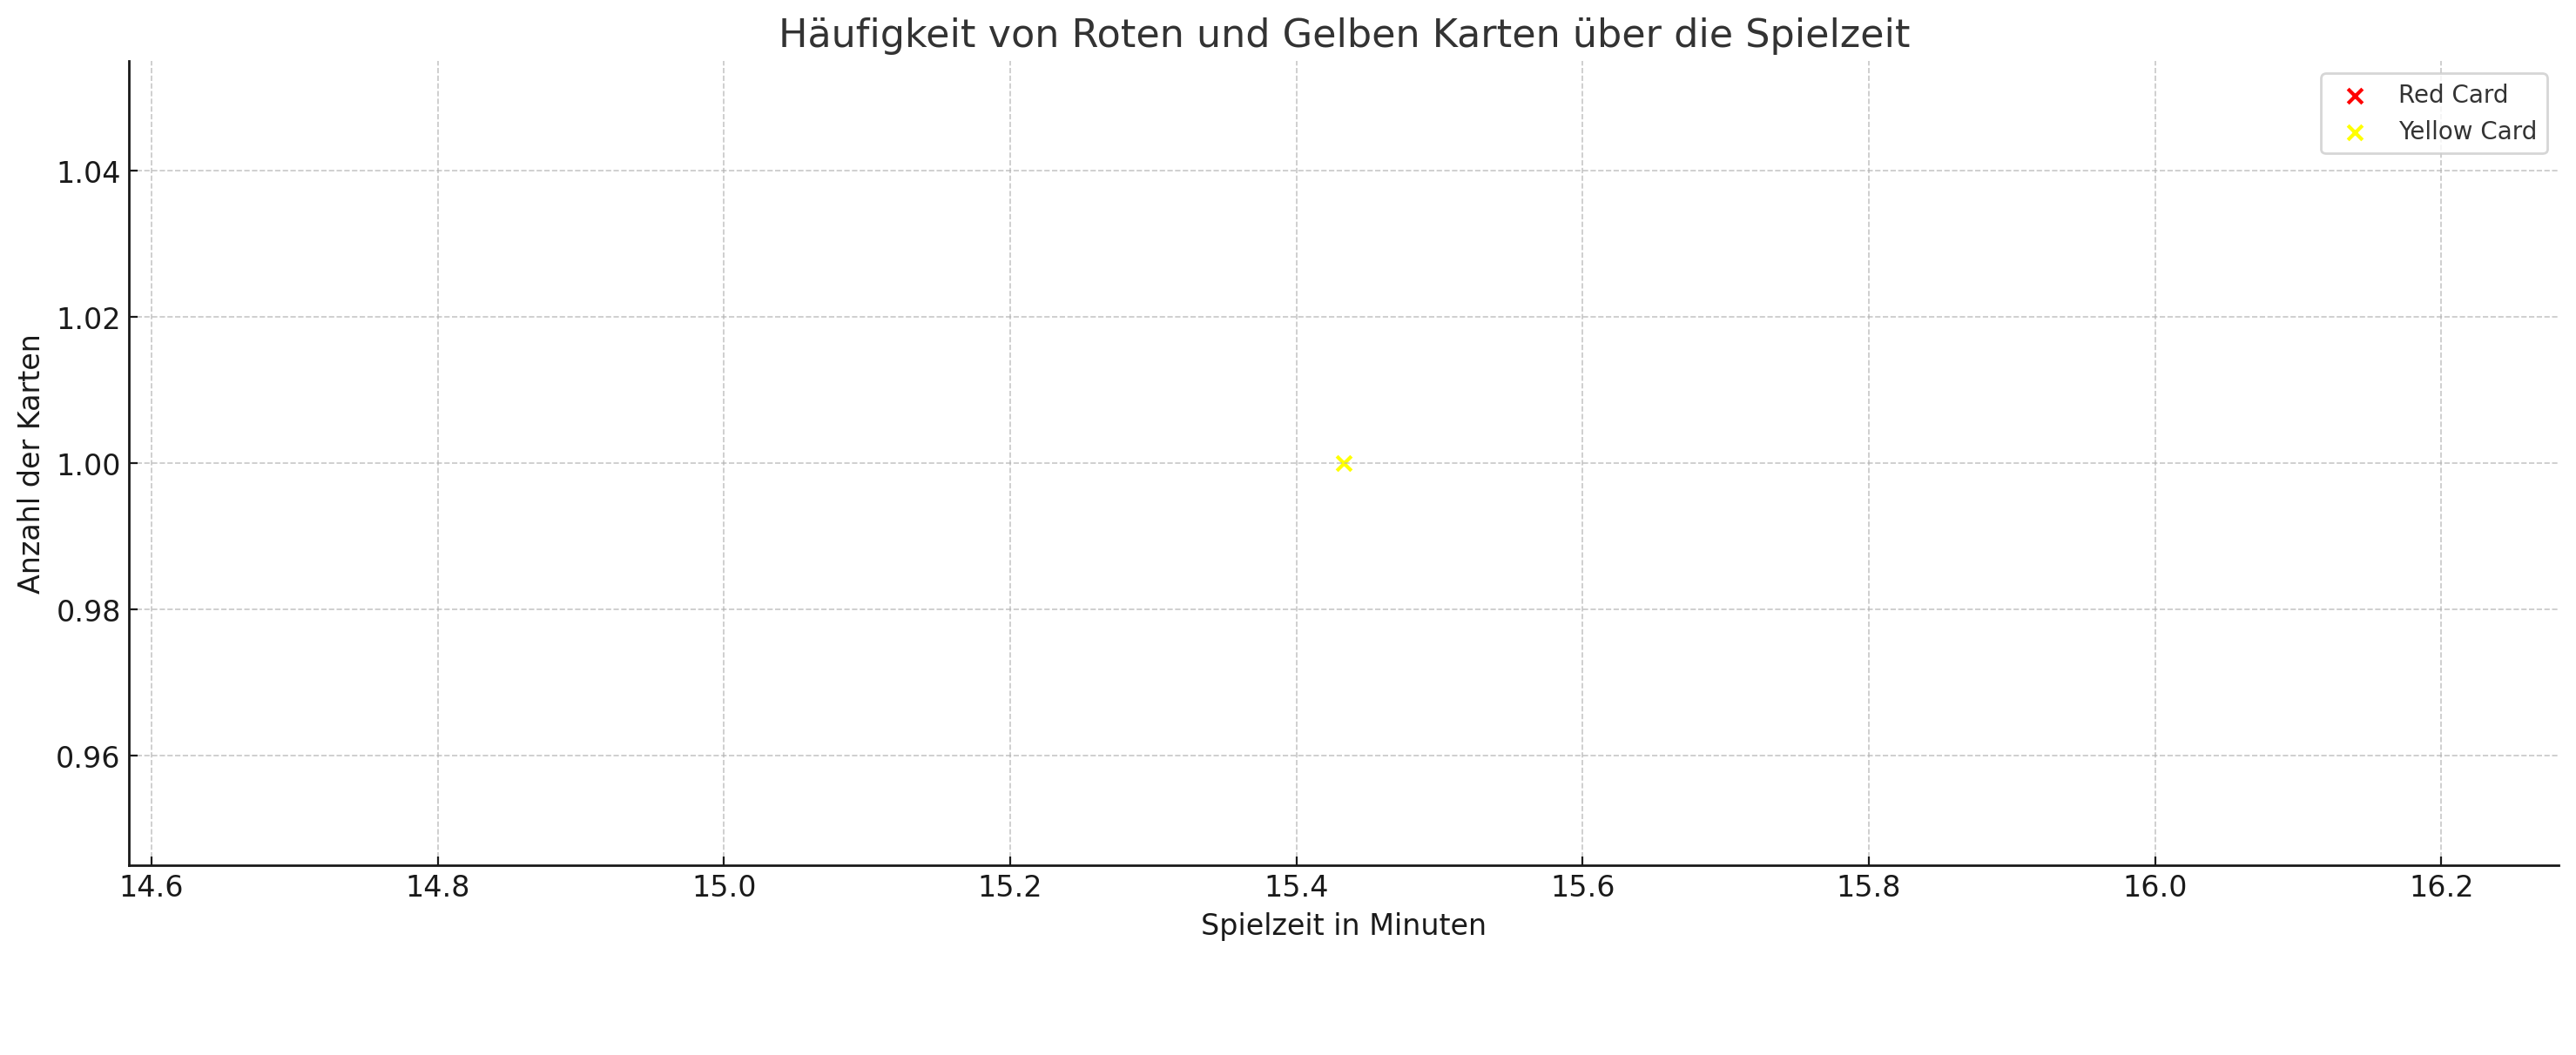 Häufigkeit von Roten und Gelben Karten über die Spielzeit
Red Card
Yellow Card
Anzahl der Karten
1.04
1.02
1.00
0.98
0.96
14.6 14.8 15.0 15.2 15.4 15.6 15.8 16.0 16.2
Spielzeit in Minuten